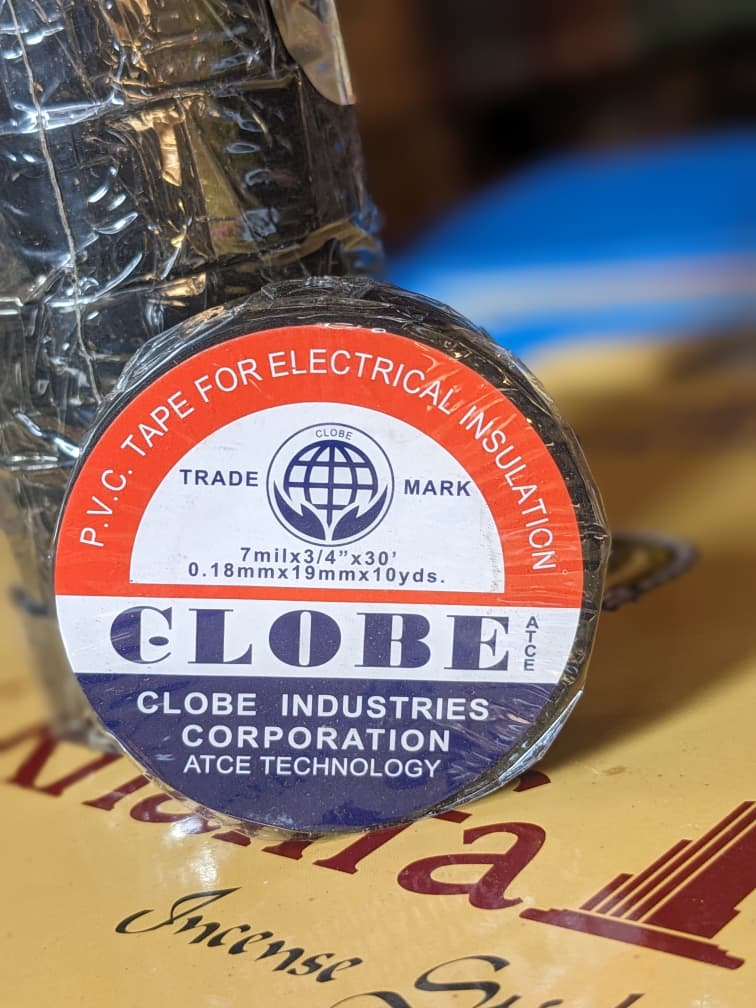 P.V.C. TAPE FOR ELECTRICAL INSULATION
CLOBE
TRADE MARK
7milx3/4"x30'
0.18mmx19mmx10yds.
CLOBE ATCE
CLOBE INDUSTRIES
CORPORATION
ATCE TECHNOLOGY
Incense